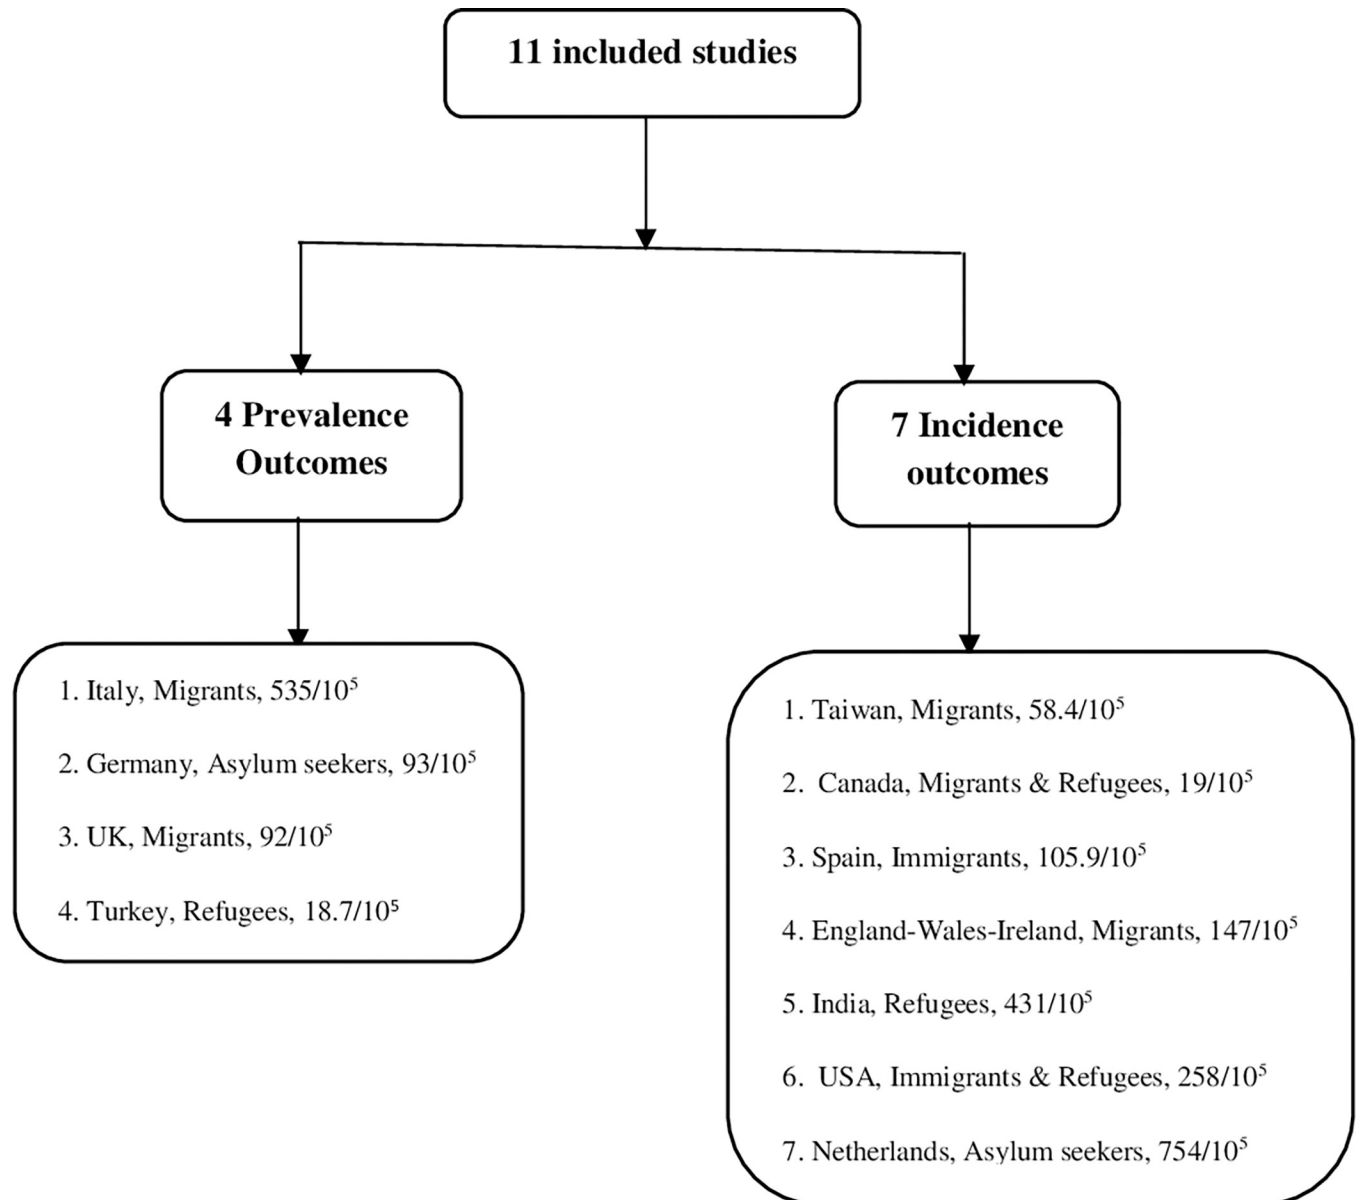 11 included studies
4 Prevalence
Outcomes
1. Italy, Migrants, 535/10⁵
2. Germany, Asylum seekers, 93/10⁵
3. UK, Migrants, 92/10⁵
4. Turkey, Refugees, 18.7/10⁵
7 Incidence
outcomes
1. Taiwan, Migrants, 58.4/10⁵
2. Canada, Migrants & Refugees, 19/10⁵
3. Spain, Immigrants, 105.9/10⁵
4. England-Wales-Ireland, Migrants, 147/10⁵
5. India, Refugees, 431/10⁵
6. USA, Immigrants & Refugees, 258/10⁵
7. Netherlands, Asylum seekers, 754/10⁵